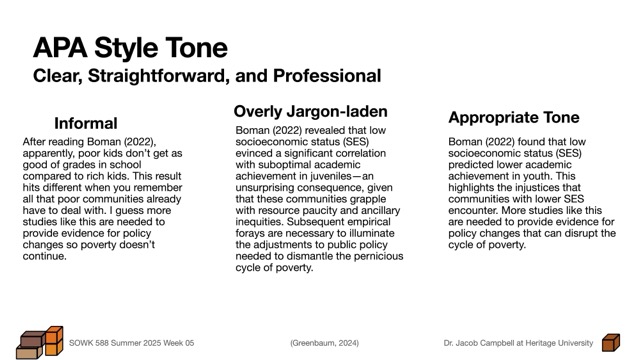 APA Style Tone
Clear, Straightforward, and Professional
Informal
After reading Boman (2022),
apparently, poor kids don't get as
good of grades in school
compared to rich kids. This result
hits different when you remember
all that poor communities already
have to deal with. I guess more
studies like this are needed to
provide evidence for policy
changes so poverty doesn't
continue.
Overly Jargon-laden
Boman (2022) revealed that low
socioeconomic status (SES)
evinced a significant correlation
with suboptimal academic
achievement in juveniles—an
unsurprising consequence, given
that these communities grapple
with resource paucity and ancillary
inequities. Subsequent empirical
forays are necessary to illuminate
the adjustments to public policy
needed to dismantle the pernicious
cycle of poverty.
Appropriate Tone
Boman (2022) found that low
socioeconomic status (SES)
predicted lower academic
achievement in youth. This
highlights the injustices that
communities with lower SES
encounter. More studies like this
are needed to provide evidence for
policy changes that can disrupt the
cycle of poverty.
SOWK 588 Summer 2025 Week 05
(Greenbaum, 2024)
Dr. Jacob Campbell at Heritage University